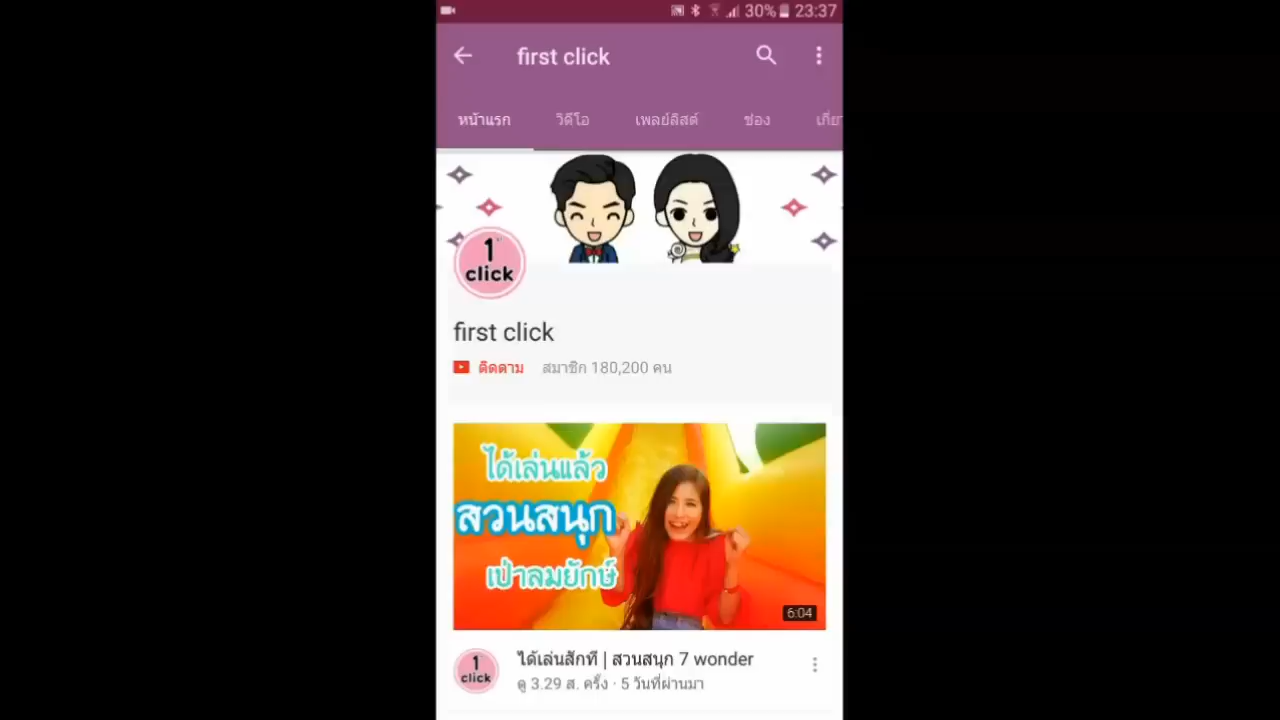 30% 23:37
first click
หน้าแรก วิดีโอ เพลย์ลิสต์ ช่อง
1
click
first click
ติดตาม สมาชิก 180,200 คน
ได้เล่นแล้ว
สวนสนุก
เป่าลมยักษ์
6:04
1
click
ได้เล่นสักที | สวนสนุก 7 wonder
ดู 3.29 ส. ครั้ง · 5 วันที่ผ่านมา